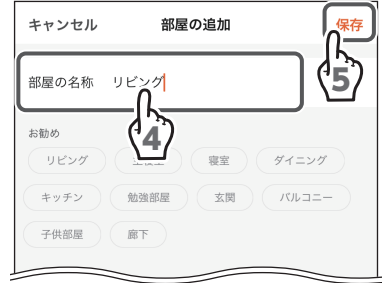 キャンセル 部屋の追加 保存
部屋の名称 リビング
5
4
お勧め
リビング 寝室 ダイニング
キッチン 勉強部屋 玄関 バルコニー
子供部屋 廊下